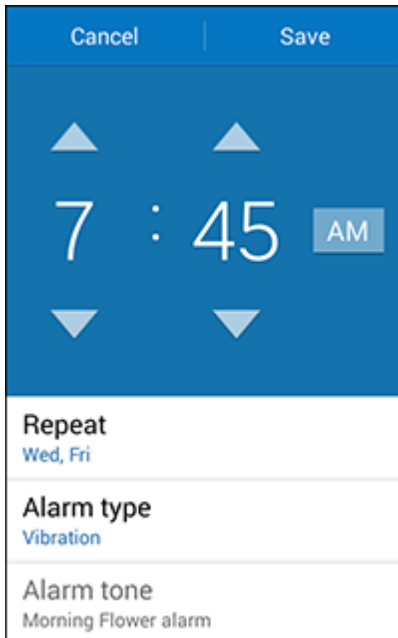 Cancel Save
7 : 45 AM
Repeat
Wed, Fri
Alarm type
Vibration
Alarm tone
Morning Flower alarm